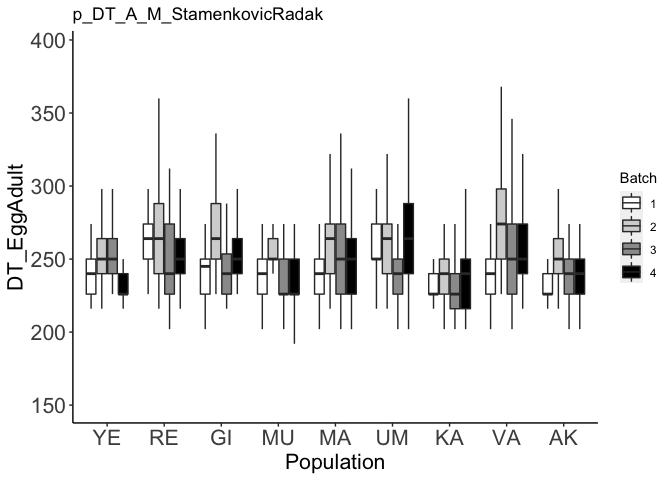 p_DT_A_M_StamenkovicRadak
400
350
300
250
200
150
DT_EggAdult
YE RE GI MU MA UM KA VA AK
Population
Batch
1
2
3
4